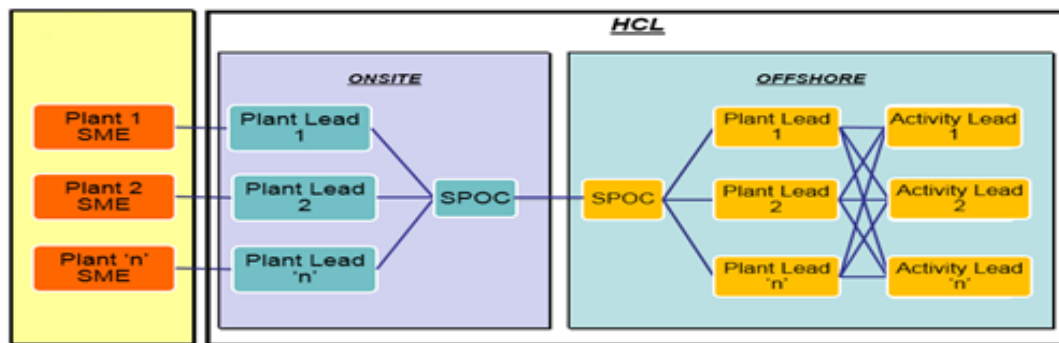 HCL
ONSITE
OFFSHORE
Plant 1
SME
Plant 2
SME
Plant 'n'
SME
Plant Lead
1
Plant Lead
2
Plant Lead
'n'
SPOC
SPOC
Plant Lead
1
Plant Lead
2
Plant Lead
'n'
Activity Lead
1
Activity Lead
2
Activity Lead
'n'